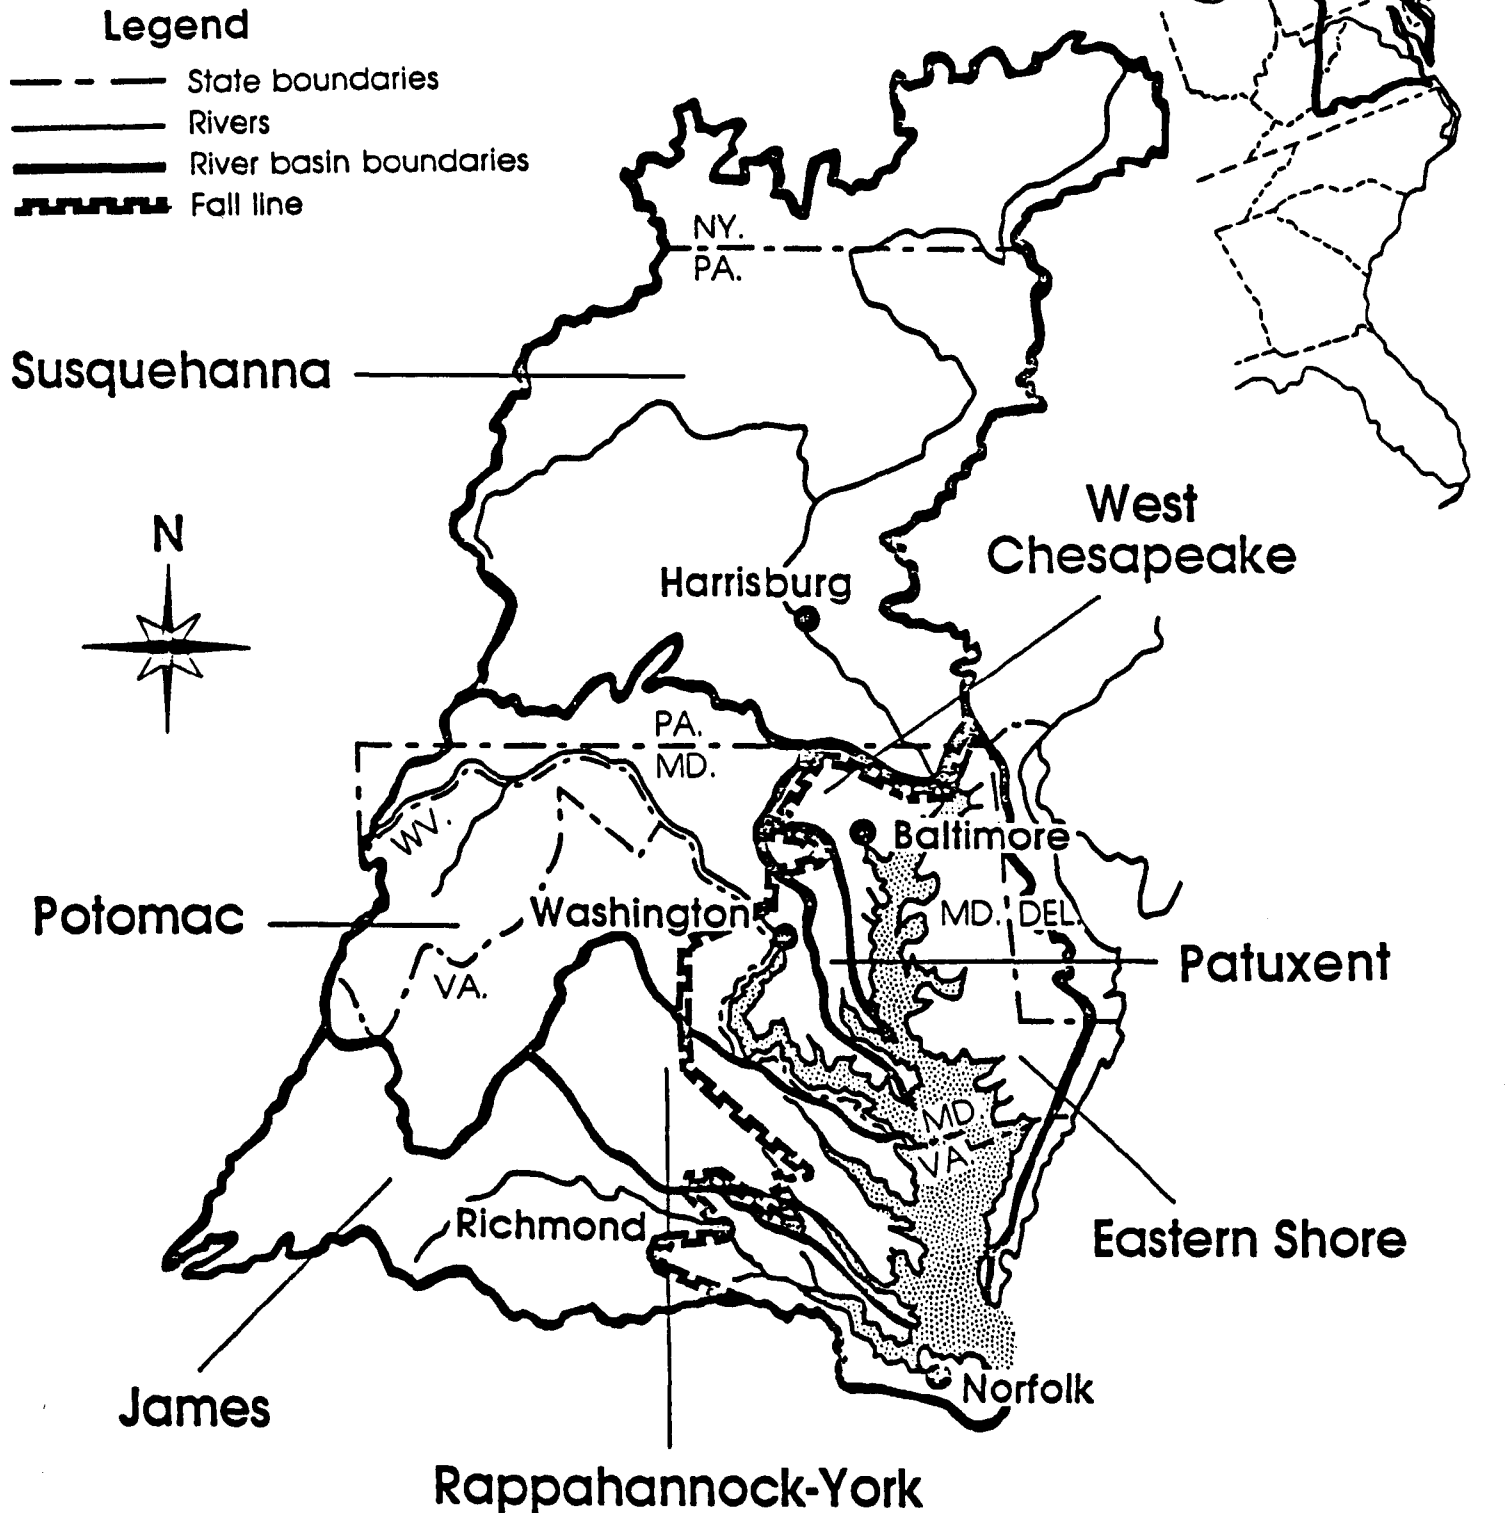 Legend
State boundaries
Rivers
River basin boundaries
Fall line
NY.
PA.
Susquehanna
West
Chesapeake
N
Harrisburg
PA.
MD.
WV.
Baltimore
Potomac
Washington
MD.
DEL.
Patuxent
VA.
MD.
VA.
Richmond
Eastern Shore
Norfolk
James
Rappahannock-York